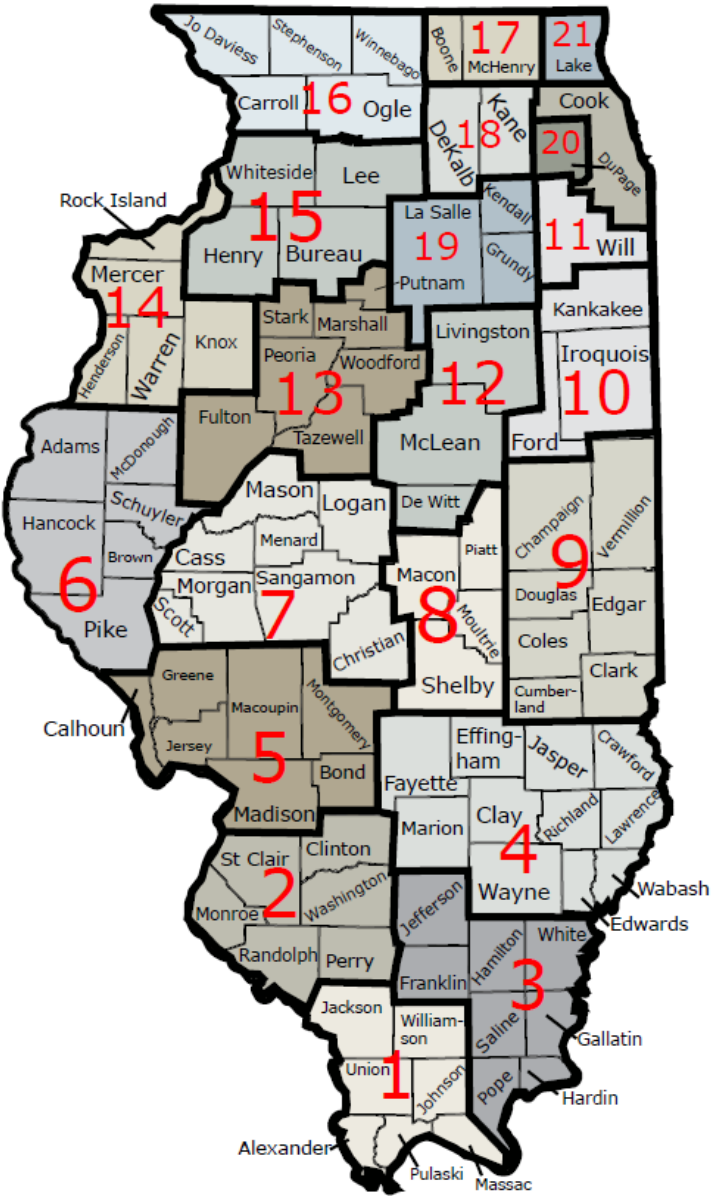 Jo Daviess
Stephenson
Winnebago
Boone
17
McHenry
21
Lake
Carroll
16
Ogle
DeKalb
18
Kane
Cook
20
DuPage
Whiteside
Lee
15
Henry
Bureau
Rock Island
Mercer
14
Henderson
Warren
Knox
La Salle
19
Kendall
Grundy
Putnam
11
Will
Kankakee
Iroquois
10
Ford
Stark
Marshall
Peoria
Woodford
13
Fulton
Tazewell
Livingston
12
McLean
De Witt
Adams
McDonough
Hancock
Schuyler
6
Brown
Pike
Mason
Logan
Menard
Cass
Morgan
Sangamon
Scott
7
Christian
Piatt
Macon
8
Moultrie
Shelby
Champaign
Vermillion
9
Douglas
Edgar
Coles
Clark
Cumber-
land
Greene
Macoupin
Montgomery
Calhoun
Jersey
5
Bond
Madison
Effing-
ham
Jasper
Crawford
Fayette
Clay
Richland
Lawrence
Marion
4
Wayne
Wabash
Edwards
St Clair
Clinton
2
Washington
Monroe
Randolph
Perry
Jefferson
Hamilton
White
Franklin
3
Saline
Gallatin
Pope
Hardin
Jackson
William-
son
Union
1
Johnson
Alexander
Pulaski
Massac